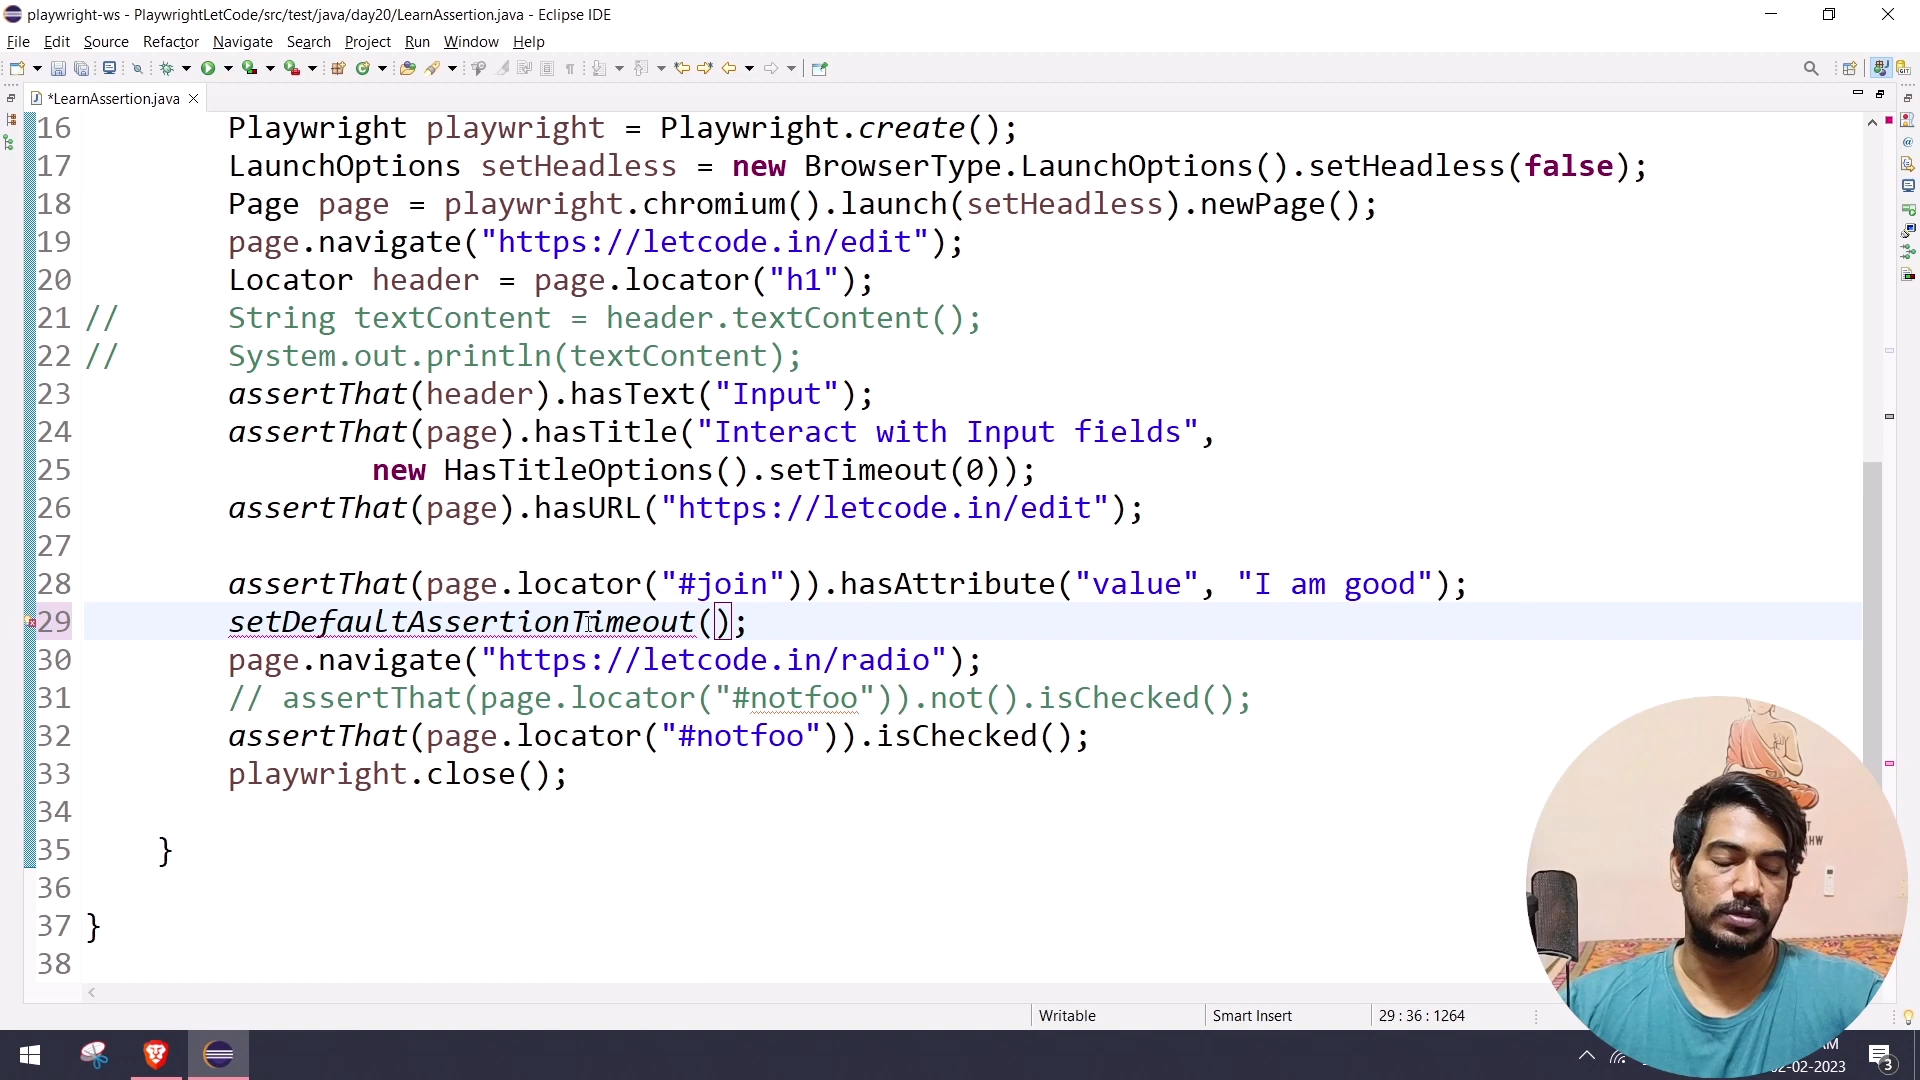 playwright-ws - PlaywrightLetCode/src/test/java/day20/LearnAssertion.java - Eclipse IDE
File Edit Source Refactor Navigate Search Project Run Window Help
*LearnAssertion.java
16 Playwright playwright = Playwright.create();
17 LaunchOptions setHeadless = new BrowserType.LaunchOptions().setHeadless(false);
18 Page page = playwright.chromium().launch(setHeadless).newPage();
19 page.navigate("https://letcode.in/edit");
20 Locator header = page.locator("h1");
21 // String textContent = header.textContent();
22 // System.out.println(textContent);
23 assertThat(header).hasText("Input");
24 assertThat(page).hasTitle("Interact with Input fields",
25 new HasTitleOptions().setTimeout(0));
26 assertThat(page).hasURL("https://letcode.in/edit");
27
28 assertThat(page.locator("#join")).hasAttribute("value", "I am good");
29 setDefaultAssertionTimeout();
30 page.navigate("https://letcode.in/radio");
31 // assertThat(page.locator("#notfoo")).not().isChecked();
32 assertThat(page.locator("#notfoo")).isChecked();
33 playwright.close();
34
35 }
36
37 }
38
Writable Smart Insert 29 : 36 : 1264
AM
02-02-2023
3